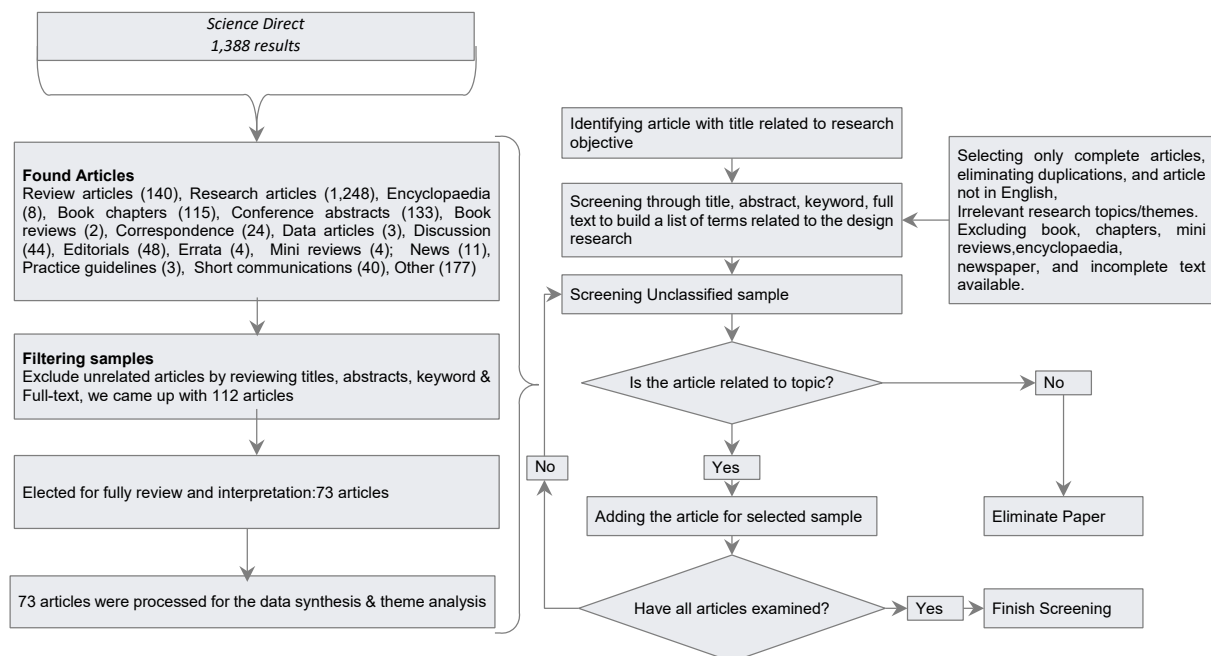 Science Direct
1,388 results
Found Articles
Review articles (140), Research articles (1,248), Encyclopaedia
(8), Book chapters (115), Conference abstracts (133), Book
reviews (2), Correspondence (24), Data articles (3), Discussion
(44), Editorials (48), Errata (4), Mini reviews (4); News (11),
Practice guidelines (3), Short communications (40), Other (177)
Filtering samples
Exclude unrelated articles by reviewing titles, abstracts, keyword &
Full-text, we came up with 112 articles
Elected for fully review and interpretation:73 articles
73 articles were processed for the data synthesis & theme analysis
Identifying article with title related to research
objective
Screening through title, abstract, keyword, full
text to build a list of terms related to the design
research
Selecting only complete articles,
eliminating duplications, and article
not in English,
Irrelevant research topics/themes.
Excluding book, chapters, mini
reviews,encyclopaedia,
newspaper, and incomplete text
available.
Screening Unclassified sample
Is the article related to topic?
No
Yes
No
Adding the article for selected sample
Eliminate Paper
Have all articles examined?
Yes
Finish Screening